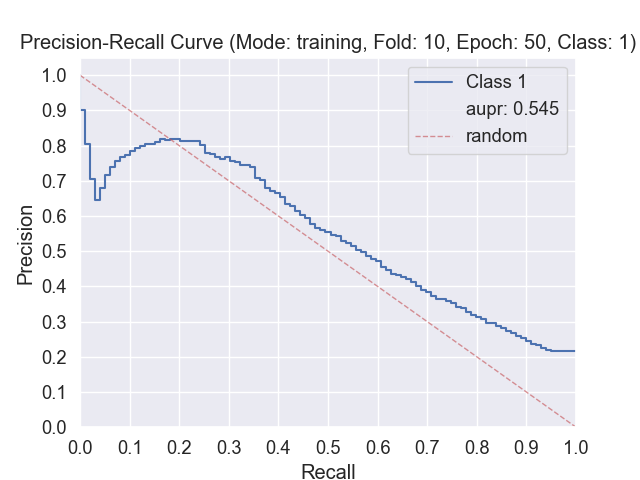 Precision-Recall Curve (Mode: training, Fold: 10, Epoch: 50, Class: 1)
Class 1
aupr: 0.545
random
1.0
0.9
0.8
0.7
0.6
0.5
0.4
0.3
0.2
0.1
0.0
Precision
0.0 0.1 0.2 0.3 0.4 0.5 0.6 0.7 0.8 0.9 1.0
Recall